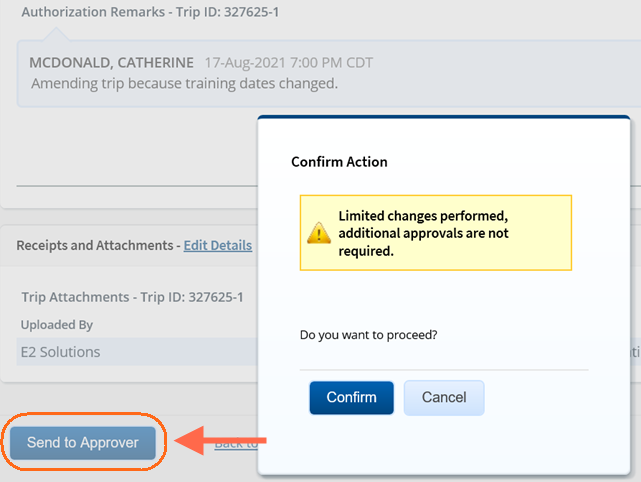 Authorization Remarks - Trip ID: 327625-1
MCDONALD, CATHERINE 17-Aug-2021 7:00 PM CDT
Amending trip because training dates changed.
Confirm Action
Limited changes performed,
additional approvals are not
required.
Receipts and Attachments - Edit Details
Trip Attachments - Trip ID: 327625-1
Uploaded By
E2 Solutions
Do you want to proceed?
Confirm Cancel
Send to Approver
Back to